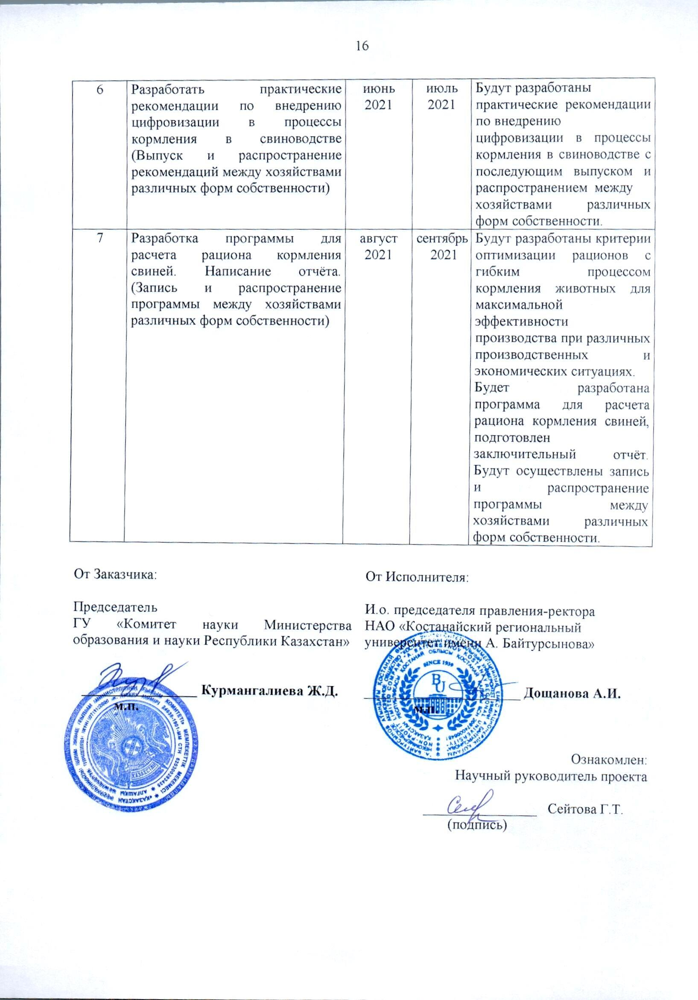 16
6
Разработать практические
рекомендации по внедрению
цифровизации в процессы
кормления в свиноводстве
(Выпуск и распространение
рекомендаций между хозяйствами
различных форм собственности)
июнь
2021
июль
2021
Будут разработаны
практические рекомендации
по внедрению
цифровизации в процессы
кормления в свиноводстве с
последующим выпуском и
распространением между
хозяйствами различных
форм собственности.
7
Разработка программы для
расчета рациона кормления
свиней. Написание отчёта.
(Запись и распространение
программы между хозяйствами
различных форм собственности)
август
2021
сентябрь
2021
Будут разработаны критерии
оптимизации рационов с
гибким процессом
кормления животных для
максимальной
эффективности
производства при различных
производственных и
экономических ситуациях.
Будет разработана
программа для расчета
рациона кормления свиней,
подготовлен
заключительный отчёт.
Будут осуществлены запись
и распространение
программы между
хозяйствами различных
форм собственности.
От Заказчика:
Председатель
ГУ «Комитет науки Министерства
образования и науки Республики Казахстан»
Курмангалиева Ж.Д.
м.п.
От Исполнителя:
И.о. председателя правления-ректора
НАО «Костанайский региональный
университет имени А. Байтурсынова»
Дощанова А.И.
м.п.
SINCE 1939
BU
ҚАЗАҚСТАН
Ознакомлен:
Научный руководитель проекта
Сейтова Г.Т.
(подпись)